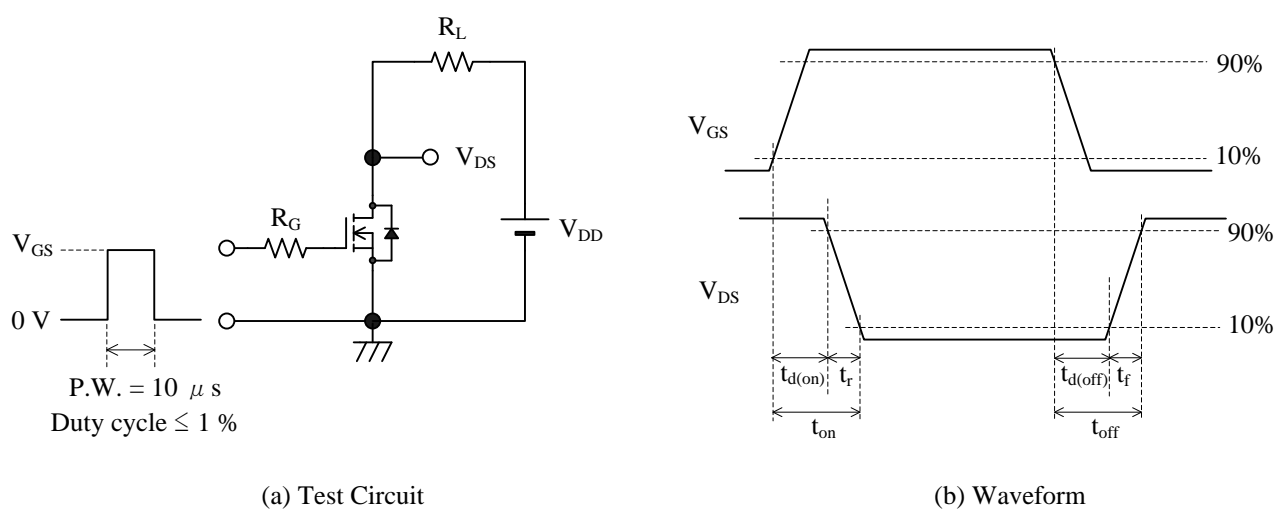 R_L
V_DS
R_G
V_DD
V_GS
0 V
P.W. = 10 μ s
Duty cycle ≤ 1 %
(a) Test Circuit
90%
V_GS
10%
90%
V_DS
10%
t_d(on) t_r t_d(off) t_f
t_on t_off
(b) Waveform